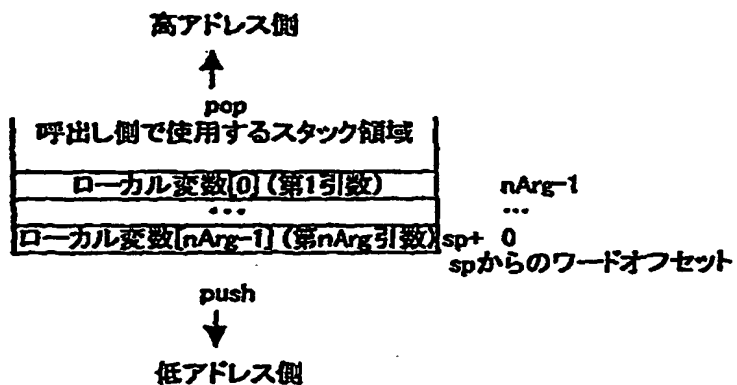 高アドレス側
pop
呼出し側で使用するスタック領域
ローカル変数[0] (第1引数) nArg-1
... ...
ローカル変数[nArg-1] (第nArg引数) sp+ 0
spからのワードオフセット
push
低アドレス側